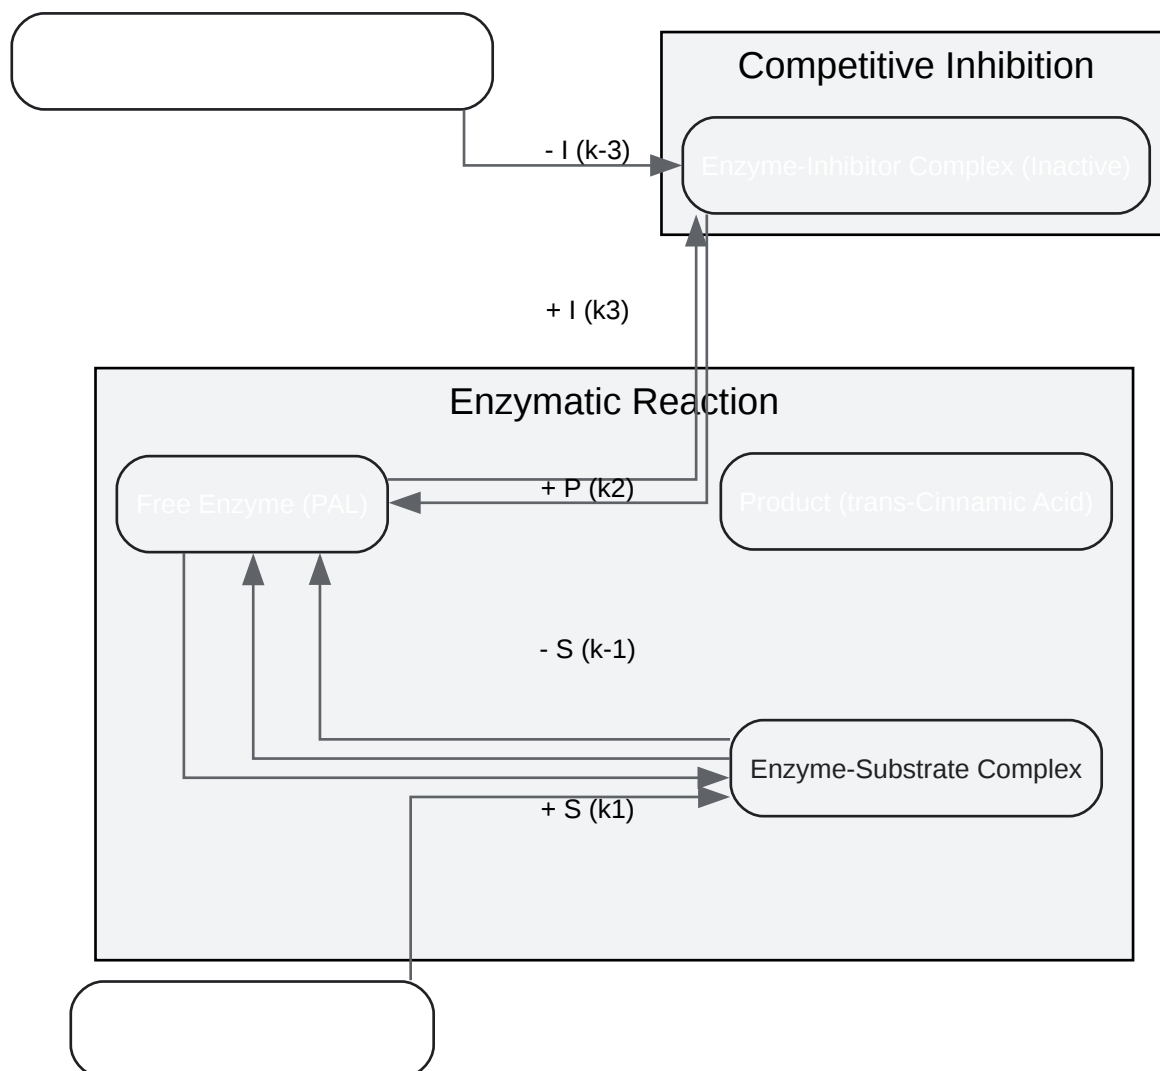 Competitive Inhibition
- I (k-3)
Enzyme-Inhibitor Complex (Inactive)
+ I (k3)
Enzymatic Reaction
Free Enzyme (PAL)
+ P (k2)
Product (trans-Cinnamic Acid)
- S (k-1)
Enzyme-Substrate Complex
+ S (k1)